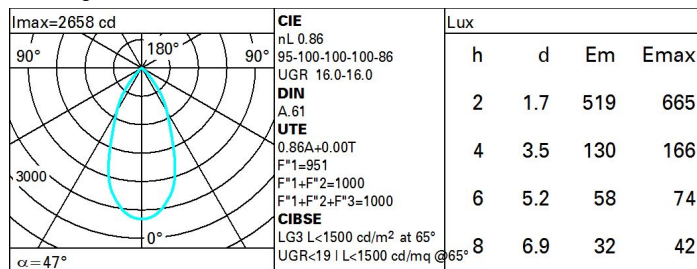 Imax=2658 cd
90° 180° 90°
3000
0°
α=47°
CIE
nL 0.86
95-100-100-100-86
UGR 16.0-16.0
DIN
A.61
UTE
0.86A+0.00T
F"1=951
F"1+F"2=1000
F"1+F"2+F"3=1000
CIBSE
LG3 L<1500 cd/m² at 65°
UGR<19 | L<1500 cd/mq @65°
Lux
h d Em Emax
2 1.7 519 665
4 3.5 130 166
6 5.2 58 74
8 6.9 32 42